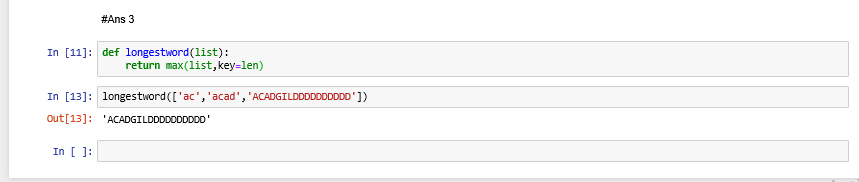 #Ans 3
In [11]: def longestword(list):
    return max(list,key=len)
In [13]: longestword(['ac','acad','ACADGILDDDDDDDDDD'])
Out[13]: 'ACADGILDDDDDDDDDD'
In [ ]: